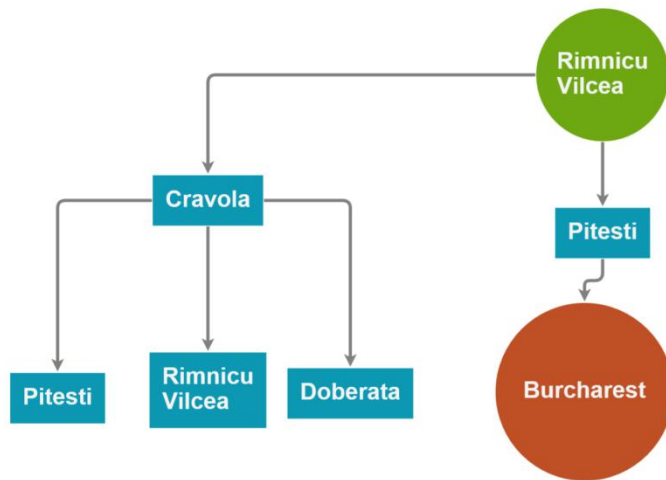 Rimnicu
Vilcea
Cravola
Pitesti
Pitesti
Rimnicu
Vilcea
Doberata
Burcharest